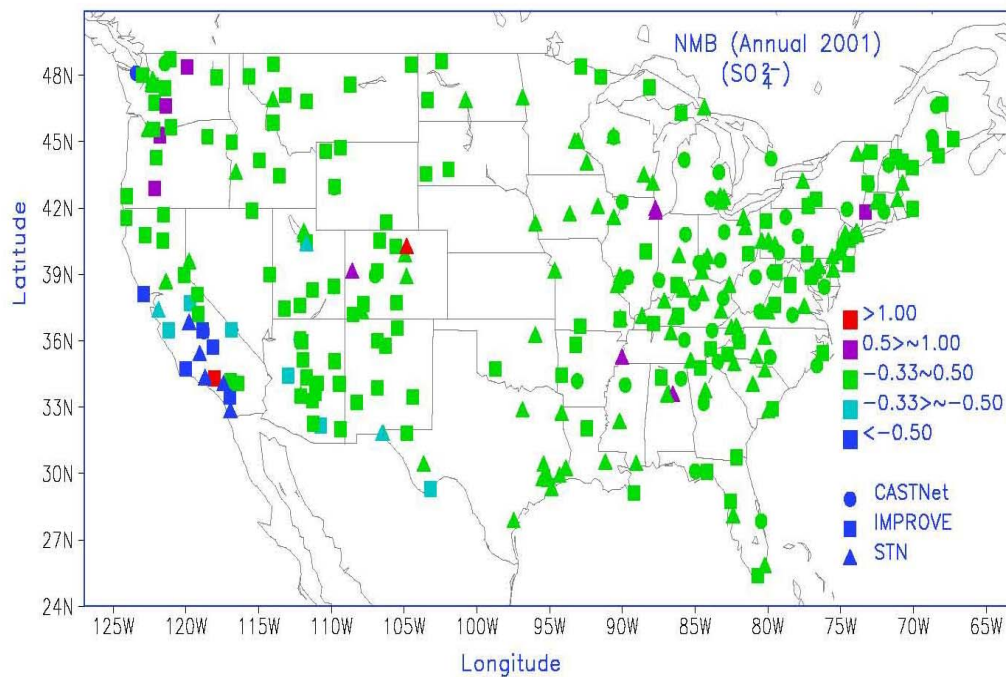 NMB (Annual 2001)
(SO₄²⁻)
48N
45N
42N
39N
36N
33N
30N
27N
24N
Latitude
>1.00
0.5>~1.00
-0.33~0.50
-0.33>~-0.50
<-0.50
CASTNet
IMPROVE
STN
125W 120W 115W 110W 105W 100W 95W 90W 85W 80W 75W 70W 65W
Longitude